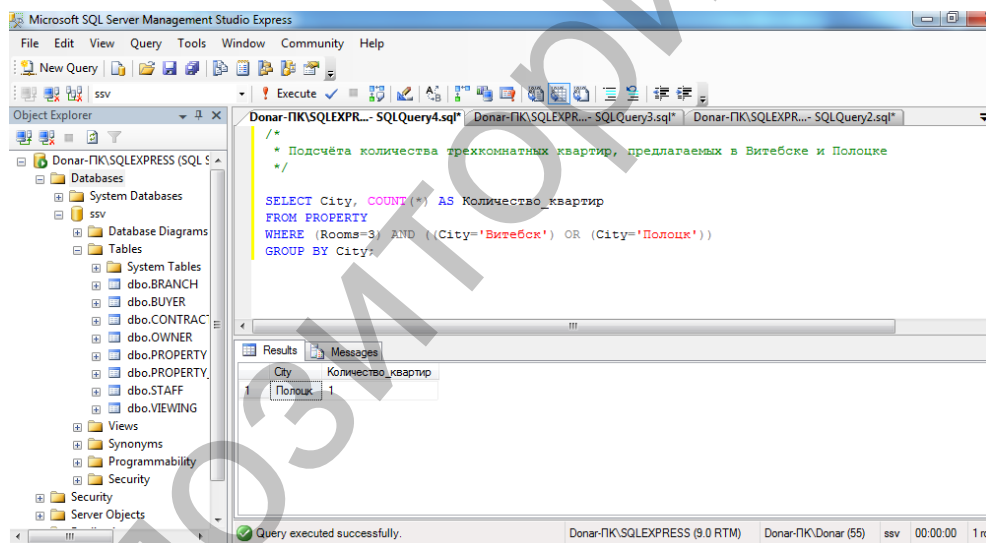 Microsoft SQL Server Management Studio Express
File Edit View Query Tools Window Community Help
New Query
ssv Execute
Object Explorer
Donar-ПК\SQLEXPRESS (SQL S
Databases
System Databases
ssv
Database Diagrams
Tables
System Tables
dbo.BRANCH
dbo.BUYER
dbo.CONTRACT
dbo.OWNER
dbo.PROPERTY
dbo.PROPERTY_
dbo.STAFF
dbo.VIEWING
Views
Synonyms
Programmability
Security
Security
Server Objects
Donar-ПК\SQLEXPR...- SQLQuery4.sql* Donar-ПК\SQLEXPR...- SQLQuery3.sql* Donar-ПК\SQLEXPR...- SQLQuery2.sql*
/*
* Подсчёта количества трехкомнатных квартир, предлагаемых в Витебске и Полоцке
*/
SELECT City, COUNT(*) AS Количество_квартир
FROM PROPERTY
WHERE (Rooms=3) AND ((City='Витебск') OR (City='Полоцк'))
GROUP BY City;
Results Messages
City Количество_квартир
1 Полоцк 1
Query executed successfully. Donar-ПК\SQLEXPRESS (9.0 RTM) Donar-ПК\Donar (55) ssv 00:00:00 1 ro